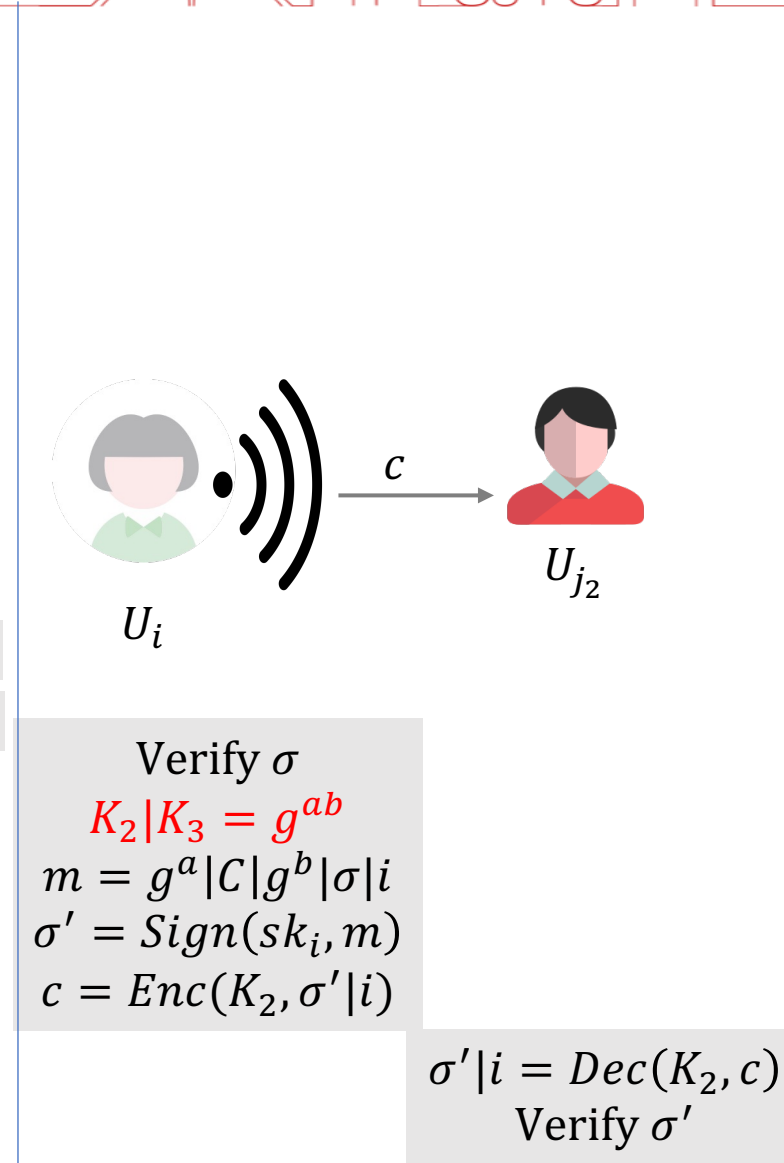 c
U_{j_2}
U_i
Verify σ
K_2|K_3 = g^{ab}
m = g^a|C|g^b|σ|i
σ′ = Sign(sk_i, m)
c = Enc(K_2, σ′|i)
σ′|i = Dec(K_2, c)
Verify σ′